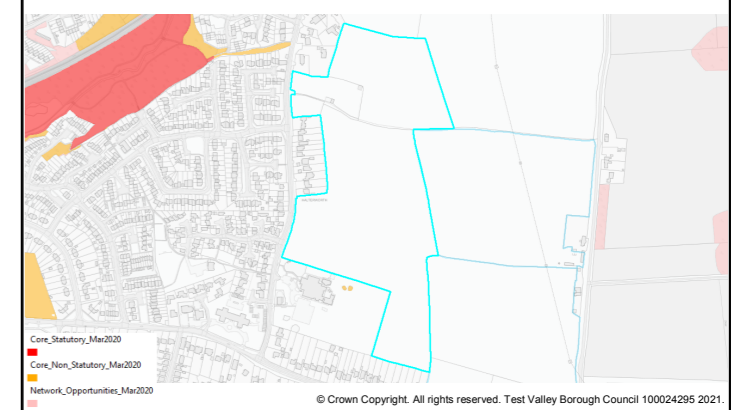 Core_Statutory_Mar2020
Core_Non_Statutory_Mar2020
Network_Opportunities_Mar2020
© Crown Copyright. All rights reserved. Test Valley Borough Council 100024295 2021.